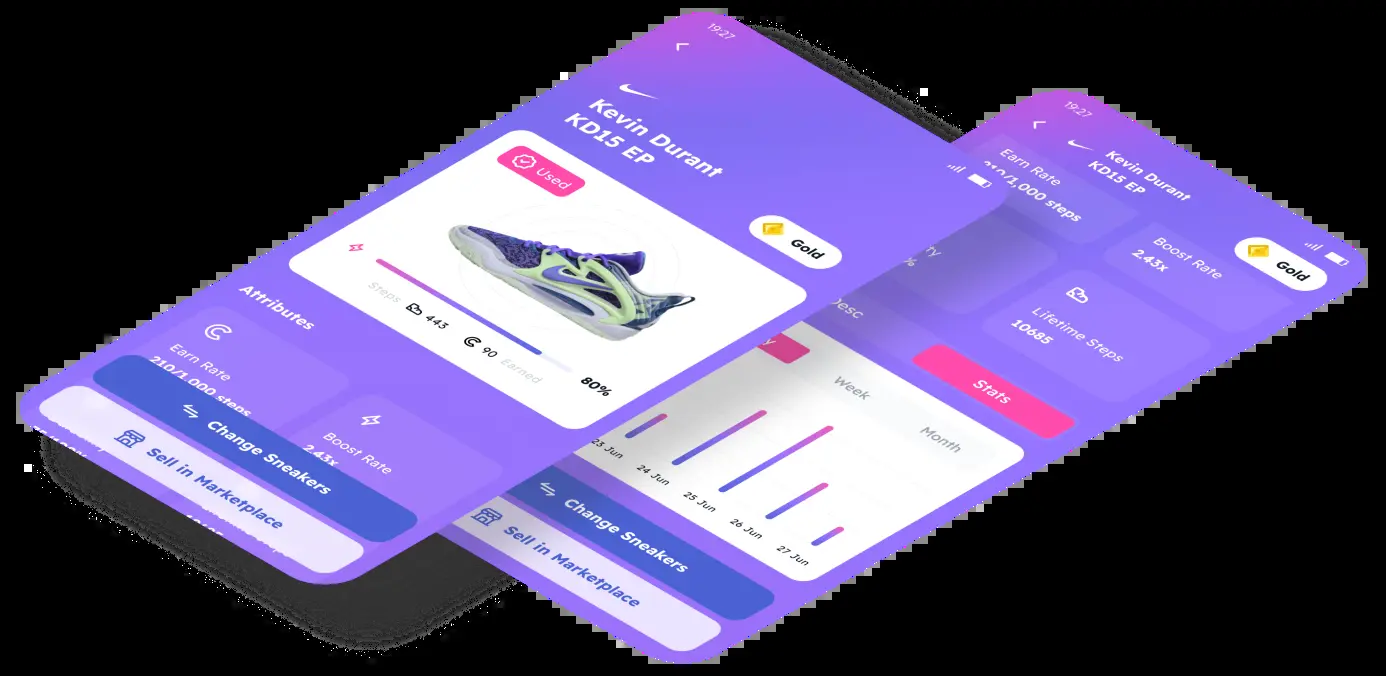 19:27
Kevin Durant
KD15 EP
Used
Gold
Steps
443
90
Earned
80%
Attributes
Earn Rate
210/1,000 steps
Boost Rate
2.43x
Change Sneakers
Sell in Marketplace
19:27
Kevin Durant
KD15 EP
Gold
Earn Rate
210/1,000 steps
Boost Rate
2.43x
ty
%
Lifetime Steps
10685
Desc
Stats
y
Week
Month
23 Jun
24 Jun
25 Jun
26 Jun
27 Jun
Change Sneakers
Sell in Marketplace